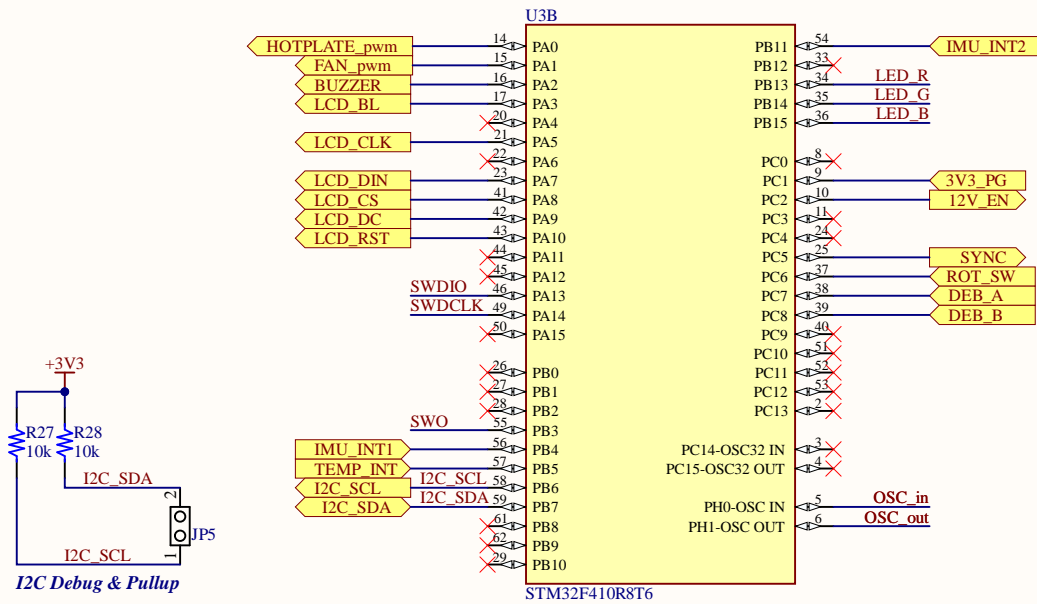 U3B
HOTPLATE_pwm 14 PA0
FAN_pwm 15 PA1
BUZZER 16 PA2
LCD_BL 17 PA3
20 PA4
LCD_CLK 21 PA5
22 PA6
LCD_DIN 23 PA7
LCD_CS 41 PA8
LCD_DC 42 PA9
LCD_RST 43 PA10
44 PA11
45 PA12
SWDIO 46 PA13
SWDCLK 49 PA14
50 PA15
26 PB0
27 PB1
28 PB2
SWO 55 PB3
IMU_INT1 56 PB4
TEMP_INT 57 PB5
I2C_SCL I2C_SCL 58 PB6
I2C_SDA I2C_SDA 59 PB7
61 PB8
62 PB9
29 PB10
PB11 54 IMU_INT2
PB12 33
PB13 34 LED_R
PB14 35 LED_G
PB15 36 LED_B
PC0 8
PC1 9 3V3_PG
PC2 10 12V_EN
PC3 11
PC4 24
PC5 25 SYNC
PC6 37 ROT_SW
PC7 38 DEB_A
PC8 39 DEB_B
PC9 40
PC10 51
PC11 52
PC12 53
PC13 2
PC14-OSC32 IN 3
PC15-OSC32 OUT 4
PH0-OSC IN 5 OSC_in
PH1-OSC OUT 6 OSC_out
STM32F410R8T6
+3V3
R27 R28
10k 10k
I2C_SDA
2
JP5
1
I2C_SCL
I2C Debug & Pullup